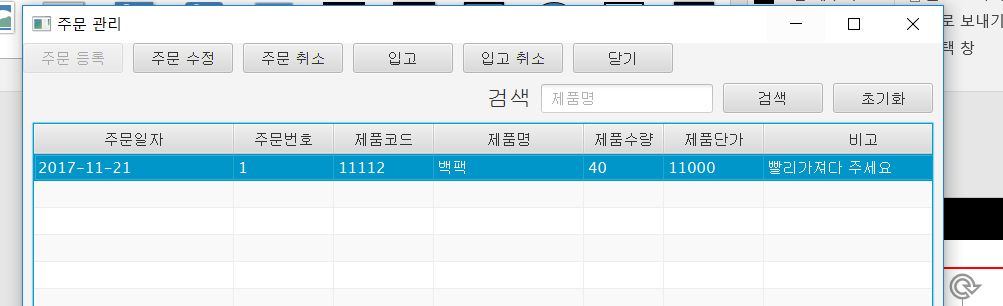 주문 관리
로 보내기
택 창
주문 등록 주문 수정 주문 취소 입고 입고 취소 닫기
검색 제품명 검색 초기화
주문일자 주문번호 제품코드 제품명 제품수량 제품단가 비고
2017-11-21 1 11112 백팩 40 11000 빨리가져다 주세요